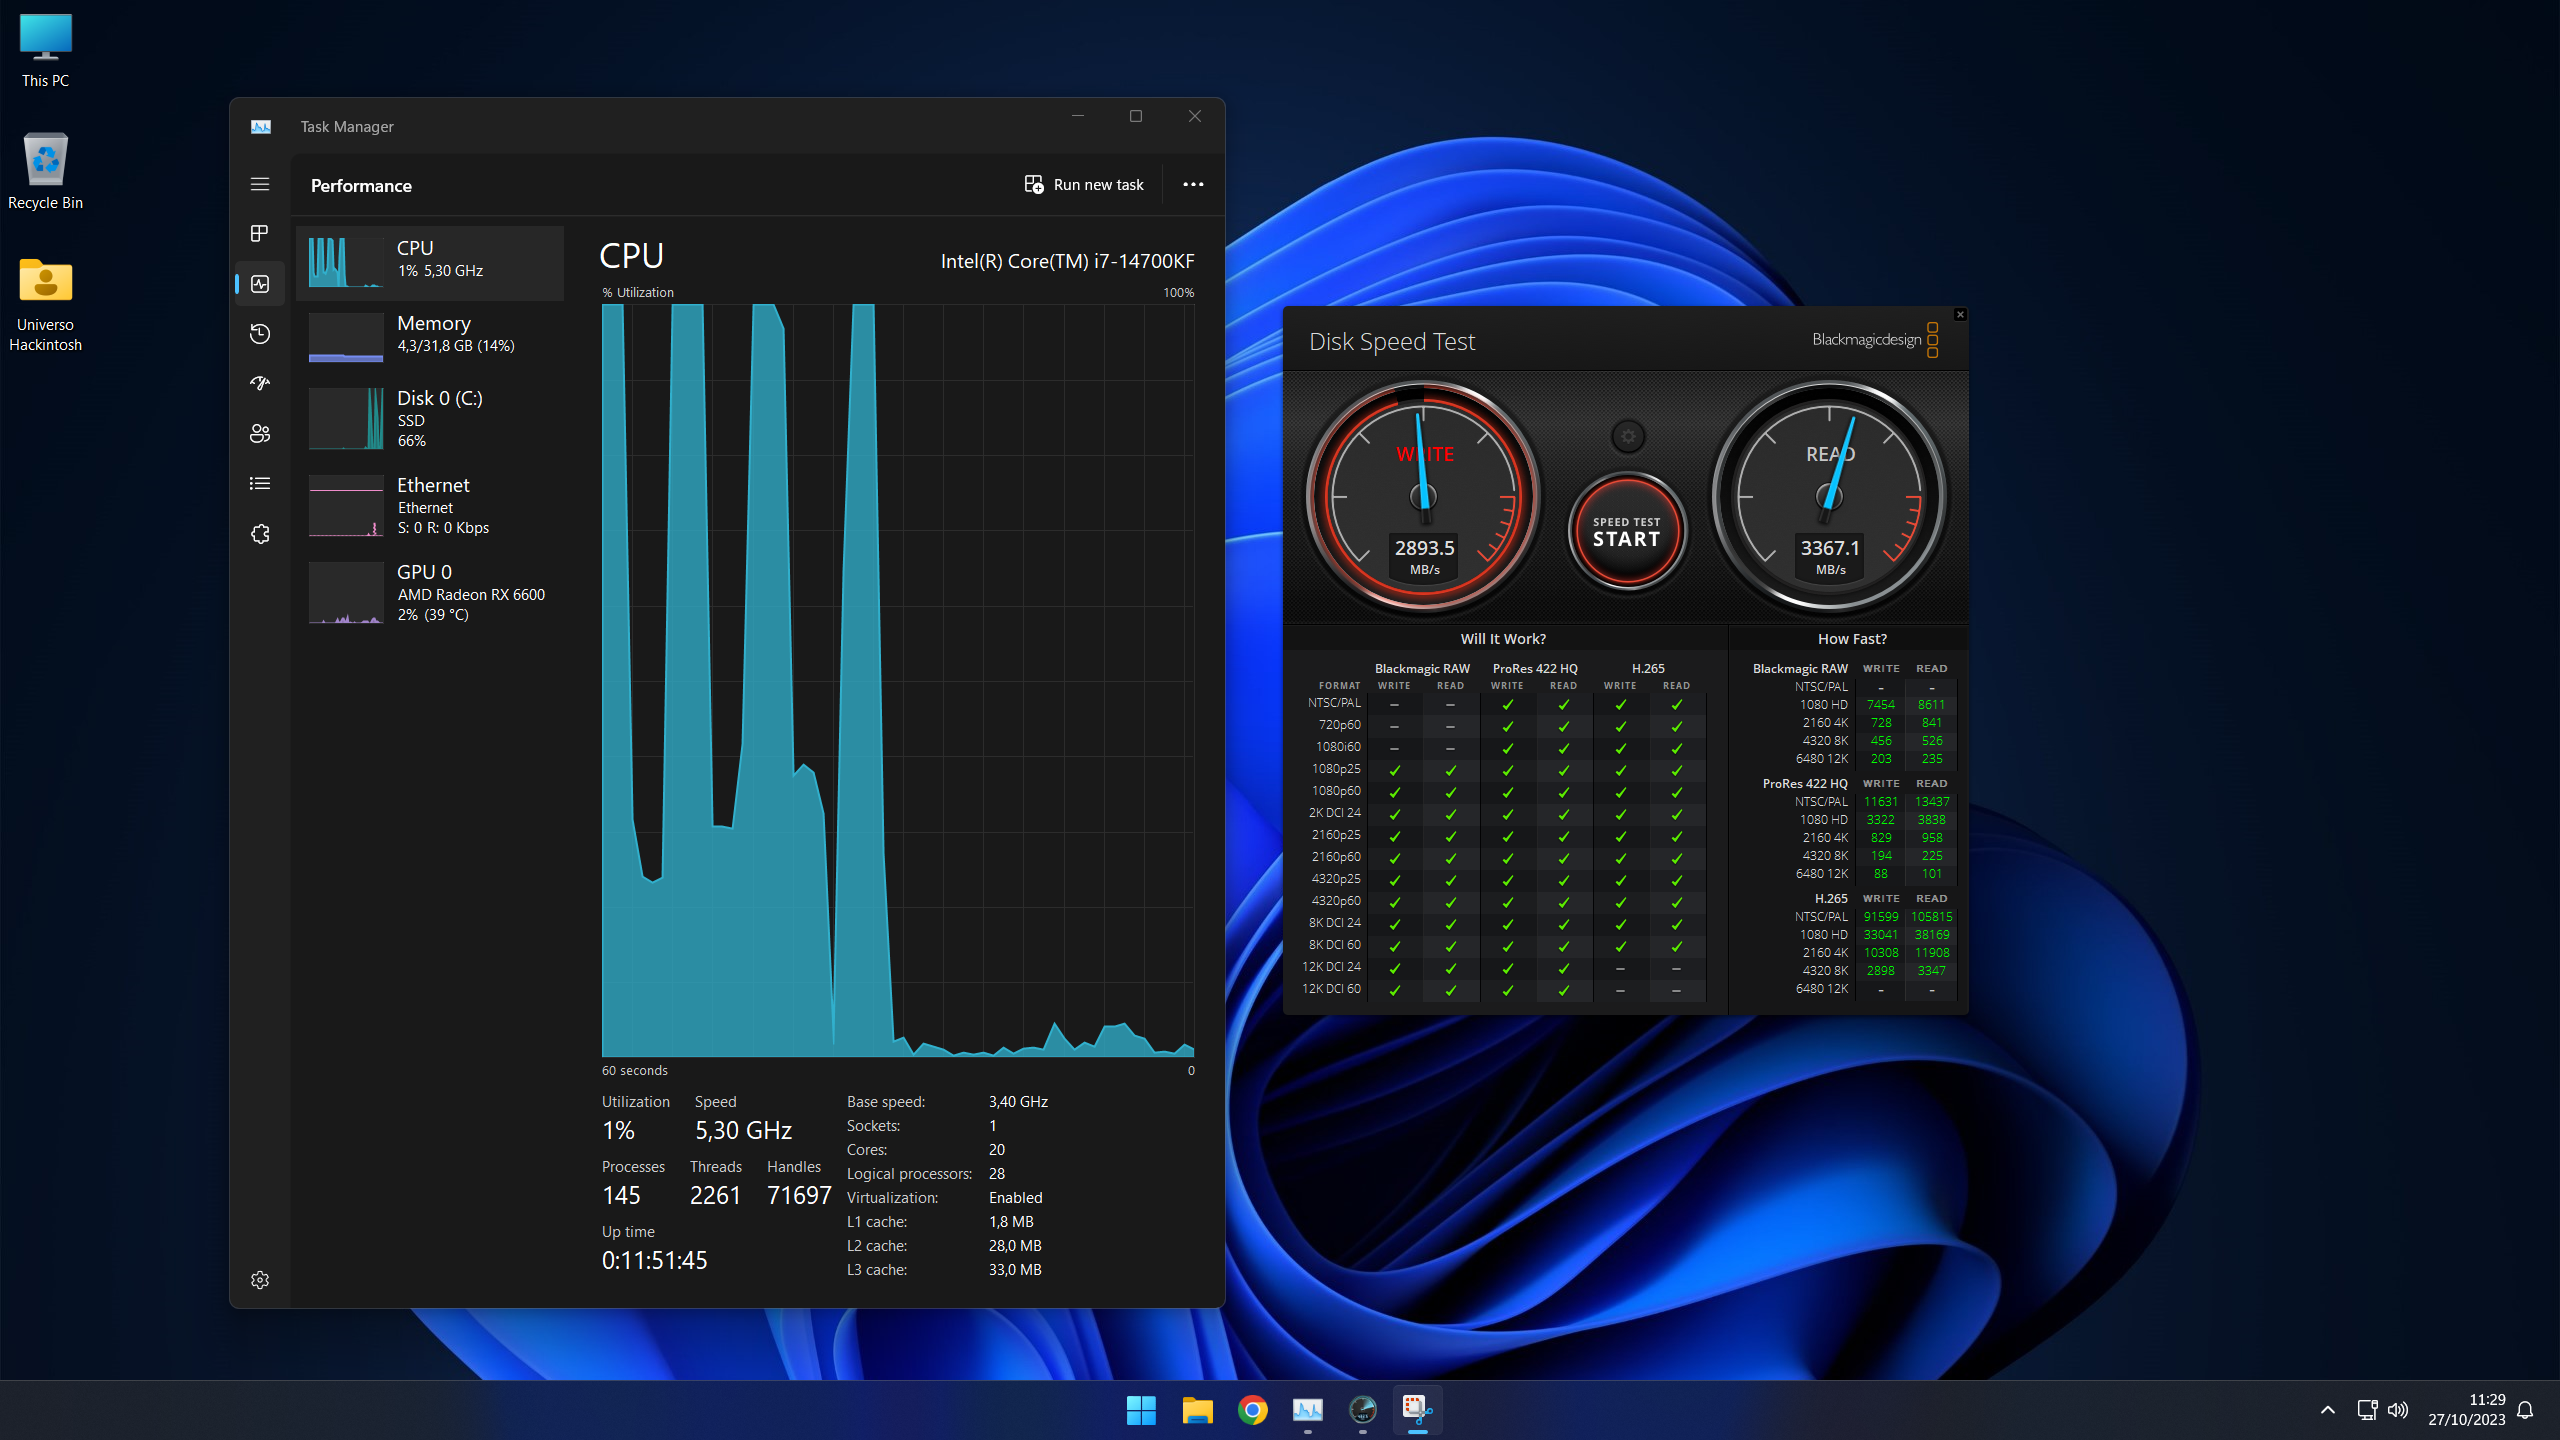 This PC
Recycle Bin
Universo
Hackintosh
Task Manager
Performance
Run new task
CPU
1% 5,30 GHz
Memory
4,3/31,8 GB (14%)
Disk 0 (C:)
SSD
66%
Ethernet
Ethernet
S: 0 R: 0 Kbps
GPU 0
AMD Radeon RX 6600
2% (39 °C)
CPU
Intel(R) Core(TM) i7-14700KF
% Utilization 100%
60 seconds 0
Utilization Speed
1% 5,30 GHz
Processes Threads Handles
145 2261 71697
Up time
0:11:51:45
Base speed: 3,40 GHz
Sockets: 1
Cores: 20
Logical processors: 28
Virtualization: Enabled
L1 cache: 1,8 MB
L2 cache: 28,0 MB
L3 cache: 33,0 MB
Disk Speed Test
Blackmagicdesign
WRITE
2893.5
MB/s
SPEED TEST
START
READ
3367.1
MB/s
Will It Work?
Blackmagic RAW ProRes 422 HQ H.265
FORMAT WRITE READ WRITE READ WRITE READ
NTSC/PAL – – ✓ ✓ ✓ ✓
720p60 – – ✓ ✓ ✓ ✓
1080i60 – – ✓ ✓ ✓ ✓
1080p25 ✓ ✓ ✓ ✓ ✓ ✓
1080p60 ✓ ✓ ✓ ✓ ✓ ✓
2K DCI 24 ✓ ✓ ✓ ✓ ✓ ✓
2160p25 ✓ ✓ ✓ ✓ ✓ ✓
2160p60 ✓ ✓ ✓ ✓ ✓ ✓
4320p25 ✓ ✓ ✓ ✓ ✓ ✓
4320p60 ✓ ✓ ✓ ✓ ✓ ✓
8K DCI 24 ✓ ✓ ✓ ✓ ✓ ✓
8K DCI 60 ✓ ✓ ✓ ✓ ✓ ✓
12K DCI 24 ✓ ✓ ✓ ✓ – –
12K DCI 60 ✓ ✓ ✓ ✓ – –
How Fast?
Blackmagic RAW WRITE READ
NTSC/PAL - -
1080 HD 7454 8611
2160 4K 728 841
4320 8K 456 526
6480 12K 203 235
ProRes 422 HQ WRITE READ
NTSC/PAL 11631 13437
1080 HD 3322 3838
2160 4K 829 958
4320 8K 194 225
6480 12K 88 101
H.265 WRITE READ
NTSC/PAL 91599 105815
1080 HD 33041 38169
2160 4K 10308 11908
4320 8K 2898 3347
6480 12K - -
11:29
27/10/2023